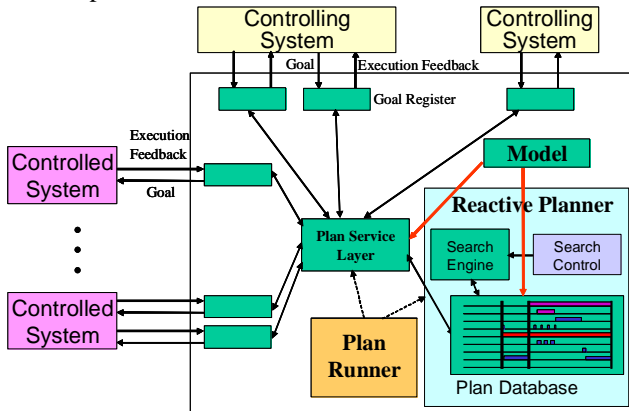 Controlling
System
Controlling
System
Goal
Execution Feedback
Goal Register
Execution
Feedback
Controlled
System
Goal
Model
Reactive Planner
Plan Service
Layer
Search
Engine
Search
Control
Controlled
System
Plan
Runner
Plan Database